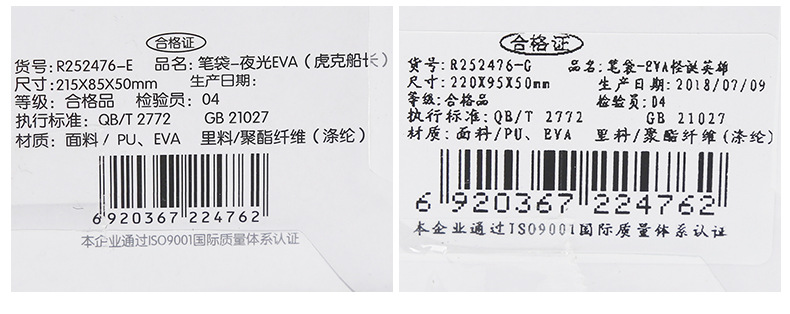 合格证
货号: R252476-E 品名: 笔袋-夜光EVA（虎克船长）
尺寸: 215X85X50mm 生产日期:
等级: 合格品 检验员: 04
执行标准: QB/T 2772 GB 21027
材质: 面料 / PU、EVA 里料/聚酯纤维(涤纶)
6 920367 224762
本企业通过ISO9001国际质量体系认证
合格证
货号: R252476-G 品名: 笔袋-EVA怪诞英雄
尺寸: 220X95X50mm 生产日期: 2018/07/09
等级: 合格品 检验员: 04
执行标准: QB/T 2772 GB 21027
材质: 面料/PU、EVA 里料/聚酯纤维(涤纶)
6 920367 224762
本企业通过ISO9001国际质量体系认证